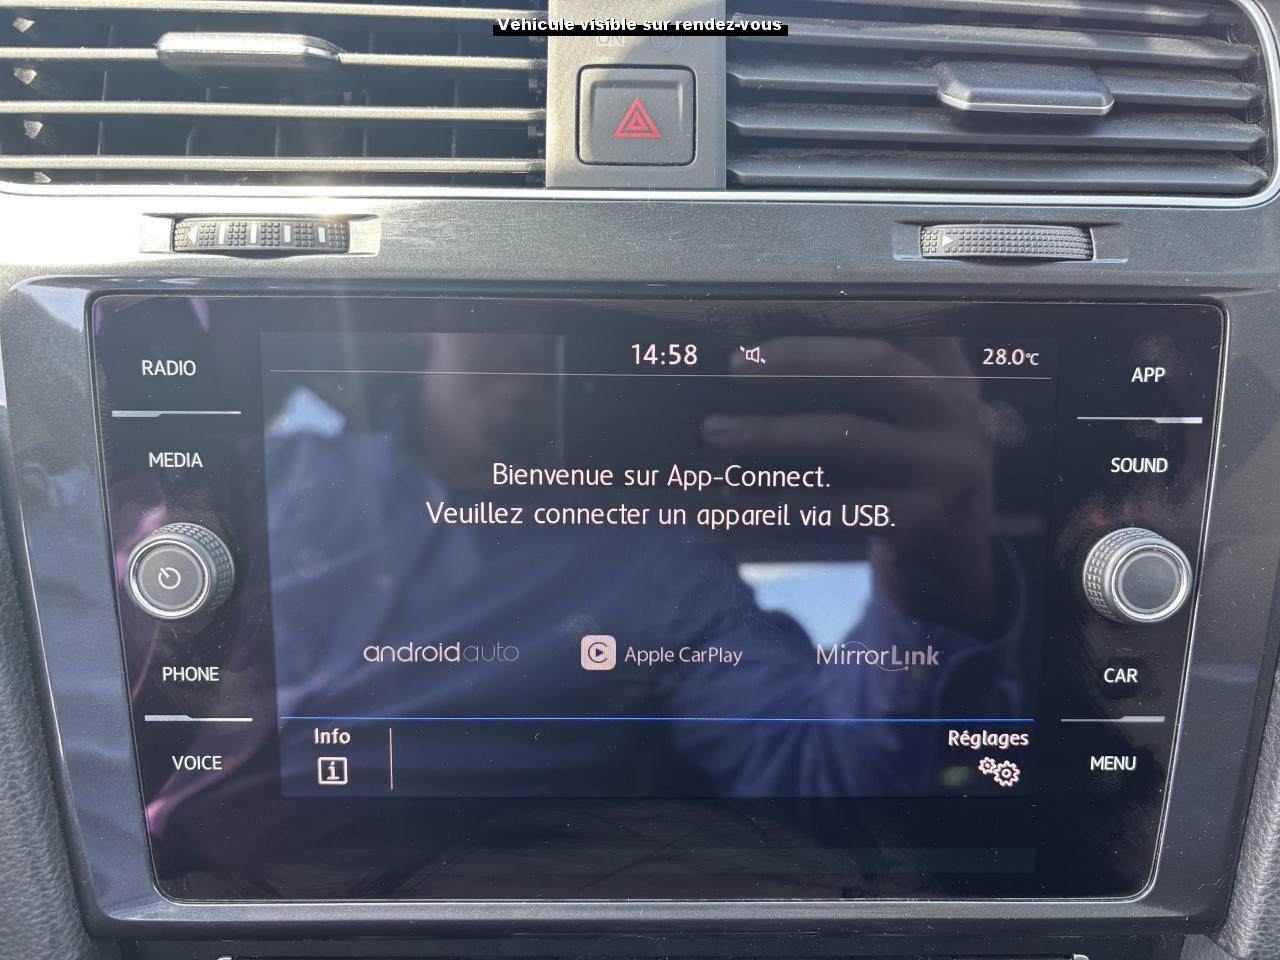 Véhicule visible sur rendez-vous
RADIO
14:58
28.0°C
APP
MEDIA
SOUND
Bienvenue sur App-Connect.
Veuillez connecter un appareil via USB.
androidauto
Apple CarPlay
MirrorLink
PHONE
CAR
Info
Réglages
VOICE
MENU